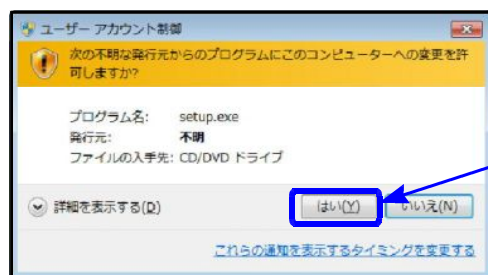 ユーザー アカウント制御
次の不明な発行元からのプログラムにこのコンピューターへの変更を許
可しますか?
プログラム名: setup.exe
発行元: 不明
ファイルの入手先: CD/DVD ドライブ
詳細を表示する(D) はい(Y) いいえ(N)
これらの通知を表示するタイミングを変更する